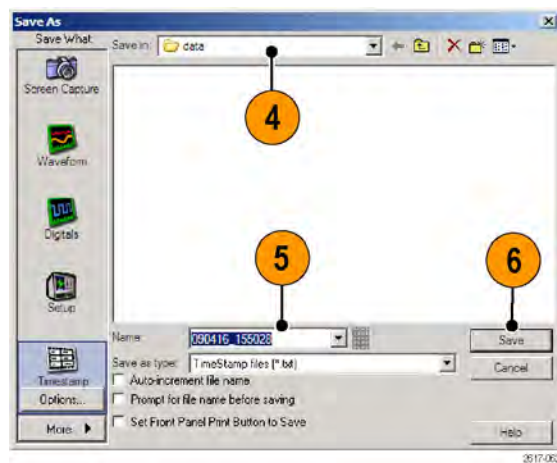 Save As
Save What:
Save in: data
Screen Capture
4
Waveform
Digitals
5
6
Setup
Name: 090416_155028
Save
Save as type: TimeStamp files (*.txt)
Cancel
Timestamp
Auto-increment file name
Options...
Prompt for file name before saving
More
Set Front Panel Print Button to Save
Help